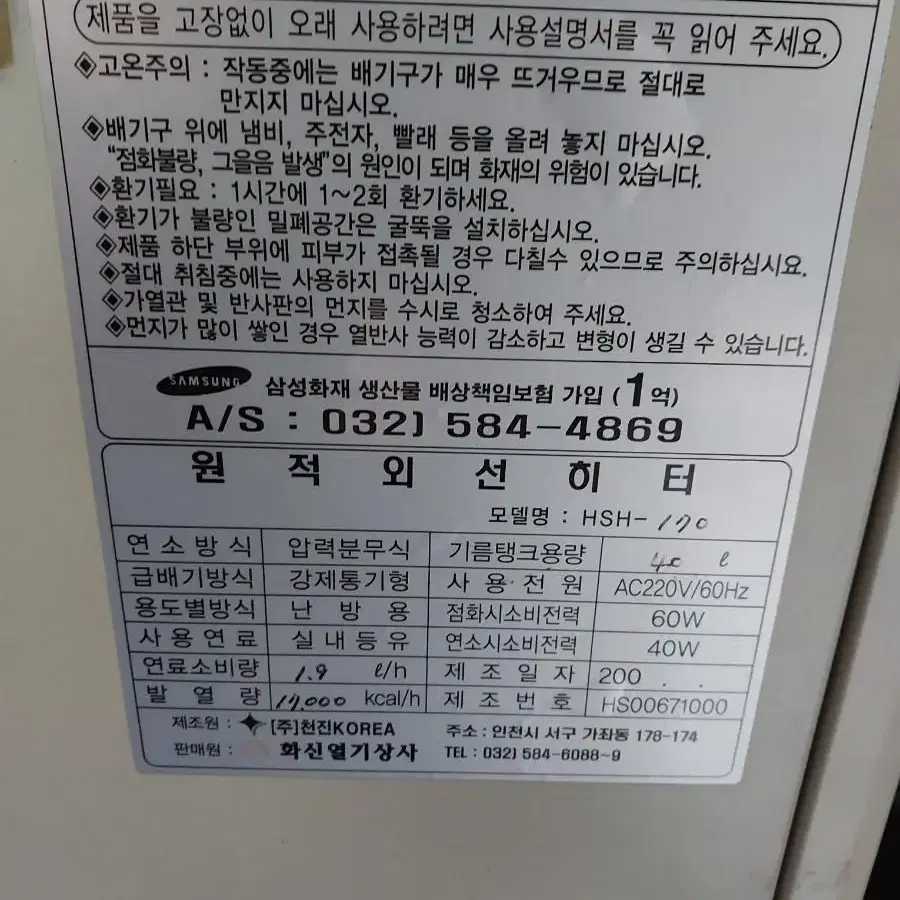 제품을 고장없이 오래 사용하려면 사용설명서를 꼭 읽어 주세요.
◈고온주의 : 작동중에는 배기구가 매우 뜨거우므로 절대로
만지지 마십시오.
◈배기구 위에 냄비, 주전자, 빨래 등을 올려 놓지 마십시오.
"점화불량, 그을음 발생"의 원인이 되며 화재의 위험이 있습니다.
◈환기필요 : 1시간에 1~2회 환기하세요.
◈환기가 불량인 밀폐공간은 굴뚝을 설치하십시오.
◈제품 하단 부위에 피부가 접촉될 경우 다칠수 있으므로 주의하십시요.
◈절대 취침중에는 사용하지 마십시오.
◈가열관 및 반사판의 먼지를 수시로 청소하여 주세요.
◈먼지가 많이 쌓인 경우 열반사 능력이 감소하고 변형이 생길 수 있습니다.
SAMSUNG 삼성화재 생산물 배상책임보험 가입 (1억)
A/S : 032) 584-4869
원적외선히터
모델명 : HSH-170
연소방식 압력분무식 기름탱크용량 40 ℓ
급배기방식 강제통기형 사용·전원 AC220V/60Hz
용도별방식 난방용 점화시소비전력 60W
사용연료 실내등유 연소시소비전력 40W
연료소비량 1.9 ℓ/h 제조일자 200 . .
발열량 17,000 kcal/h 제조번호 HS00671000
제조원 : (주)천진KOREA 주소 : 인천시 서구 가좌동 178-174
판매원 : 화신열기상사 TEL : 032) 584-6088~9